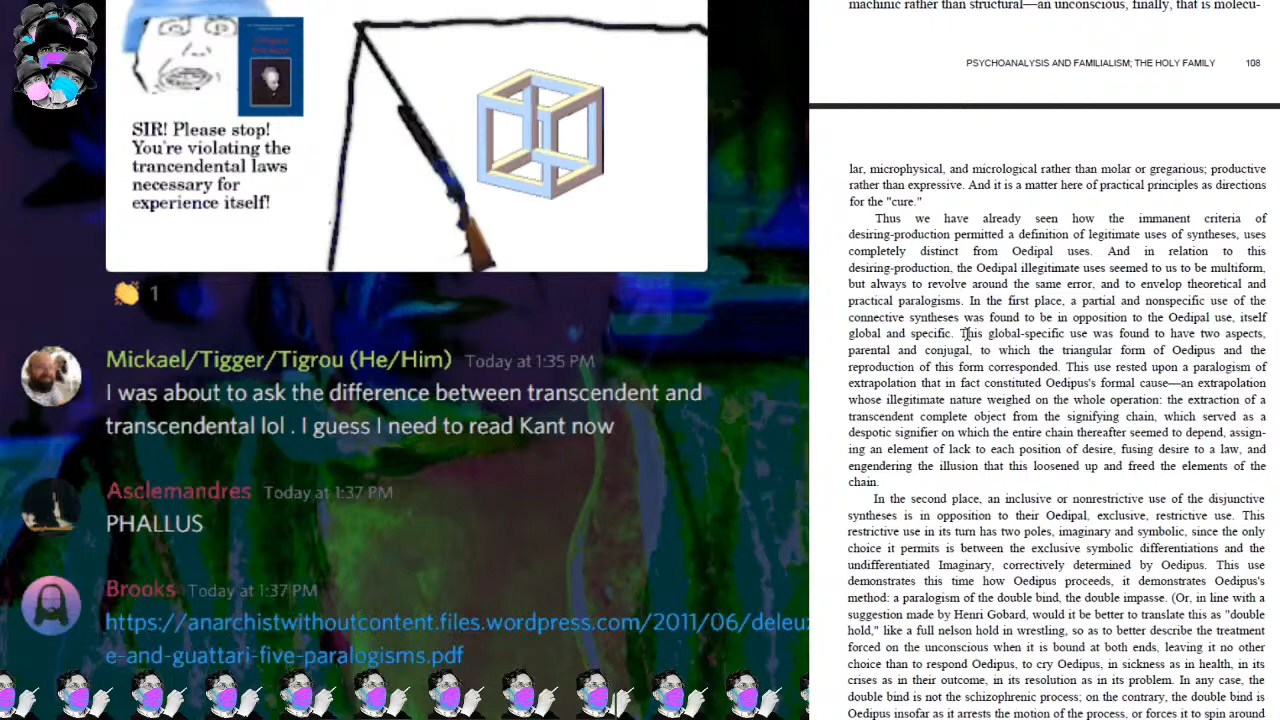 SIR! Please stop!
You're violating the
trancendental laws
necessary for
experience itself!
👏 1
Mickael/Tigger/Tigrou (He/Him) Today at 1:35 PM
I was about to ask the difference between transcendent and
transcendental lol . I guess I need to read Kant now
Asclemandres Today at 1:37 PM
PHALLUS
Brooks Today at 1:37 PM
https://anarchistwithoutcontent.files.wordpress.com/2011/06/deleuz
e-and-guattari-five-paralogisms.pdf
machinic rather than structural—an unconscious, finally, that is molecu-
PSYCHOANALYSIS AND FAMILIALISM; THE HOLY FAMILY 108
lar, microphysical, and micrological rather than molar or gregarious; productive
rather than expressive. And it is a matter here of practical principles as directions
for the "cure."
Thus we have already seen how the immanent criteria of
desiring-production permitted a definition of legitimate uses of syntheses, uses
completely distinct from Oedipal uses. And in relation to this
desiring-production, the Oedipal illegitimate uses seemed to us to be multiform,
but always to revolve around the same error, and to envelop theoretical and
practical paralogisms. In the first place, a partial and nonspecific use of the
connective syntheses was found to be in opposition to the Oedipal use, itself
global and specific. This global-specific use was found to have two aspects,
parental and conjugal, to which the triangular form of Oedipus and the
reproduction of this form corresponded. This use rested upon a paralogism of
extrapolation that in fact constituted Oedipus's formal cause—an extrapolation
whose illegitimate nature weighed on the whole operation: the extraction of a
transcendent complete object from the signifying chain, which served as a
despotic signifier on which the entire chain thereafter seemed to depend, assign-
ing an element of lack to each position of desire, fusing desire to a law, and
engendering the illusion that this loosened up and freed the elements of the
chain.
In the second place, an inclusive or nonrestrictive use of the disjunctive
syntheses is in opposition to their Oedipal, exclusive, restrictive use. This
restrictive use in its turn has two poles, imaginary and symbolic, since the only
choice it permits is between the exclusive symbolic differentiations and the
undifferentiated Imaginary, correctively determined by Oedipus. This use
demonstrates this time how Oedipus proceeds, it demonstrates Oedipus's
method: a paralogism of the double bind, the double impasse. (Or, in line with a
suggestion made by Henri Gobard, would it be better to translate this as "double
hold," like a full nelson hold in wrestling, so as to better describe the treatment
forced on the unconscious when it is bound at both ends, leaving it no other
choice than to respond Oedipus, to cry Oedipus, in sickness as in health, in its
crises as in their outcome, in its resolution as in its problem. In any case, the
double bind is not the schizophrenic process; on the contrary, the double bind is
Oedipus insofar as it arrests the motion of the process, or forces it to spin around